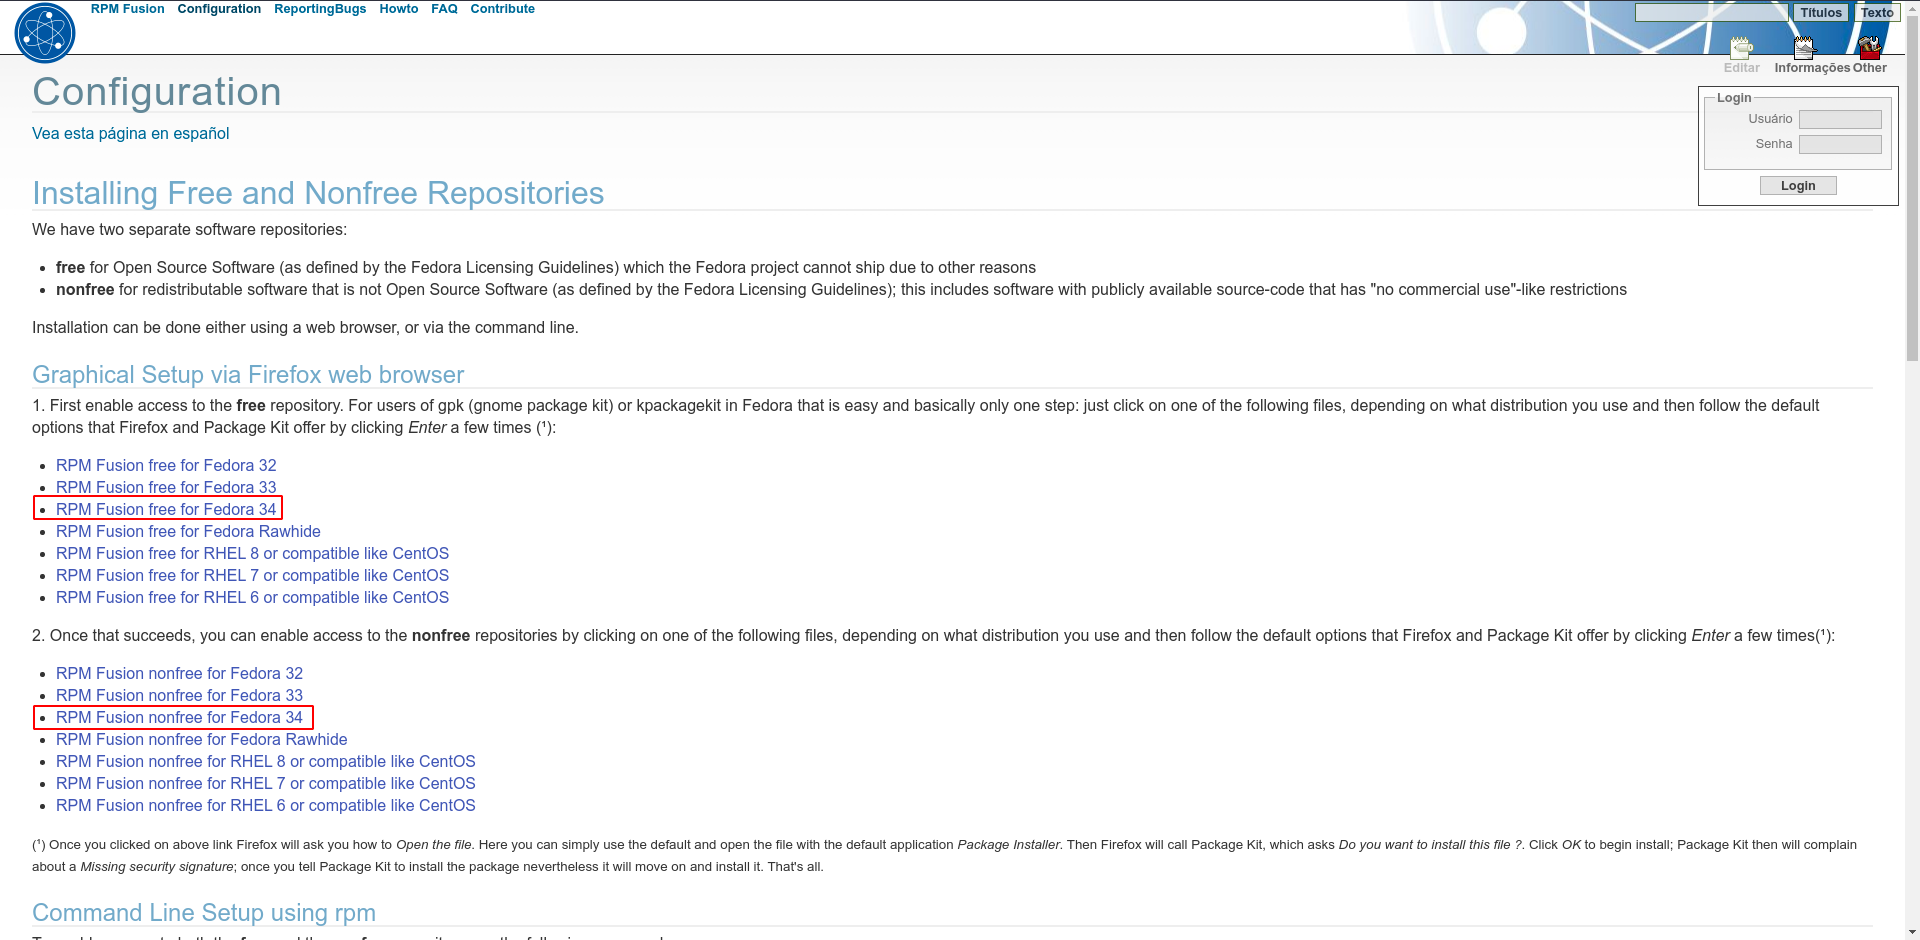 RPM Fusion Configuration ReportingBugs Howto FAQ Contribute
Títulos Texto
Editar Informações Other
Configuration
Login
Usuário
Senha
Login
Vea esta página en español
Installing Free and Nonfree Repositories
We have two separate software repositories:
free for Open Source Software (as defined by the Fedora Licensing Guidelines) which the Fedora project cannot ship due to other reasons
nonfree for redistributable software that is not Open Source Software (as defined by the Fedora Licensing Guidelines); this includes software with publicly available source-code that has "no commercial use"-like restrictions
Installation can be done either using a web browser, or via the command line.
Graphical Setup via Firefox web browser
1. First enable access to the free repository. For users of gpk (gnome package kit) or kpackagekit in Fedora that is easy and basically only one step: just click on one of the following files, depending on what distribution you use and then follow the default
options that Firefox and Package Kit offer by clicking Enter a few times (¹):
RPM Fusion free for Fedora 32
RPM Fusion free for Fedora 33
RPM Fusion free for Fedora 34
RPM Fusion free for Fedora Rawhide
RPM Fusion free for RHEL 8 or compatible like CentOS
RPM Fusion free for RHEL 7 or compatible like CentOS
RPM Fusion free for RHEL 6 or compatible like CentOS
2. Once that succeeds, you can enable access to the nonfree repositories by clicking on one of the following files, depending on what distribution you use and then follow the default options that Firefox and Package Kit offer by clicking Enter a few times(¹):
RPM Fusion nonfree for Fedora 32
RPM Fusion nonfree for Fedora 33
RPM Fusion nonfree for Fedora 34
RPM Fusion nonfree for Fedora Rawhide
RPM Fusion nonfree for RHEL 8 or compatible like CentOS
RPM Fusion nonfree for RHEL 7 or compatible like CentOS
RPM Fusion nonfree for RHEL 6 or compatible like CentOS
(¹) Once you clicked on above link Firefox will ask you how to Open the file. Here you can simply use the default and open the file with the default application Package Installer. Then Firefox will call Package Kit, which asks Do you want to install this file ?. Click OK to begin install; Package Kit then will complain
about a Missing security signature; once you tell Package Kit to install the package nevertheless it will move on and install it. That's all.
Command Line Setup using rpm